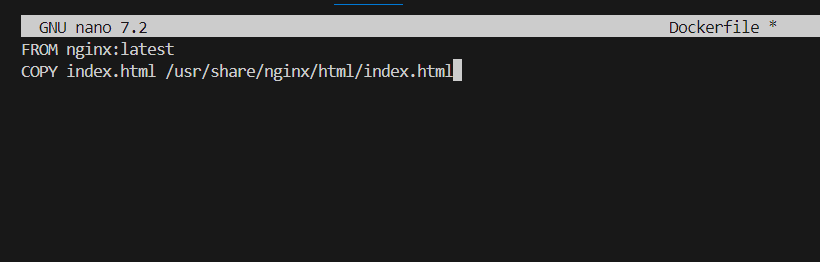 GNU nano 7.2 Dockerfile *
FROM nginx:latest
COPY index.html /usr/share/nginx/html/index.html